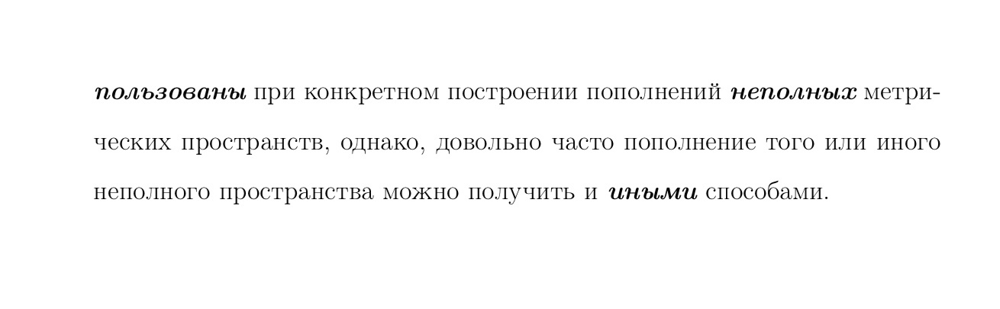 пользованы при конкретном построении пополнений неполных метри-
ческих пространств, однако, довольно часто пополнение того или иного
неполного пространства можно получить и иными способами.